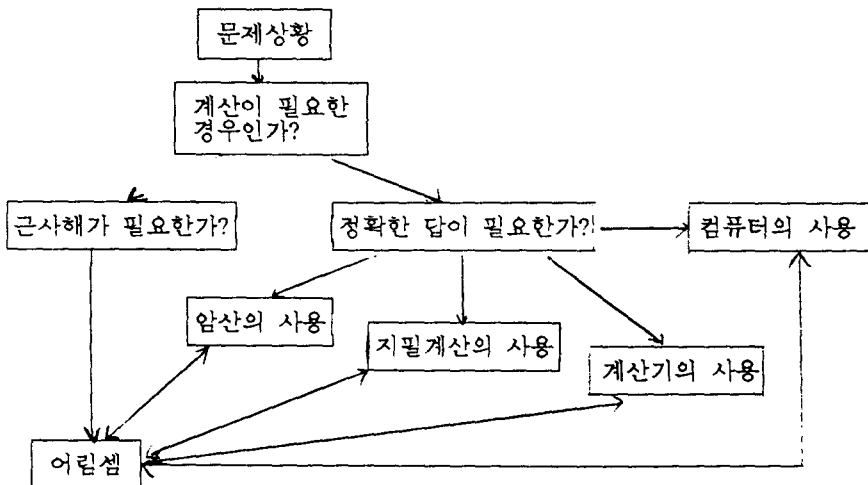 문제상황
계산이 필요한
경우인가?
근사해가 필요한가?
정확한 답이 필요한가?
컴퓨터의 사용
암산의 사용
지필계산의 사용
계산기의 사용
어림셈